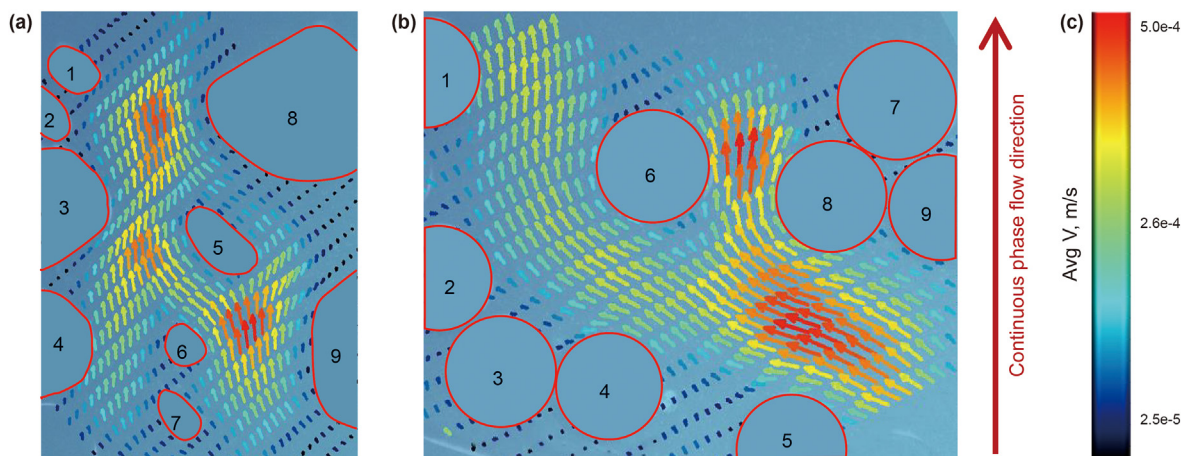 (a)
1
2
3
4
5
6
7
8
9
(b)
1
2
3
4
5
6
7
8
9
Continuous phase flow direction
(c)
Avg V, m/s
5.0e-4
2.6e-4
2.5e-5